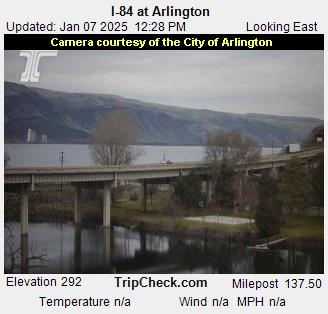 I-84 at Arlington
Updated: Jan 07 2025 12:28 PM Looking East
Camera courtesy of the City of Arlington
Elevation 292 TripCheck.com Milepost 137.50
Temperature n/a Wind n/a MPH n/a